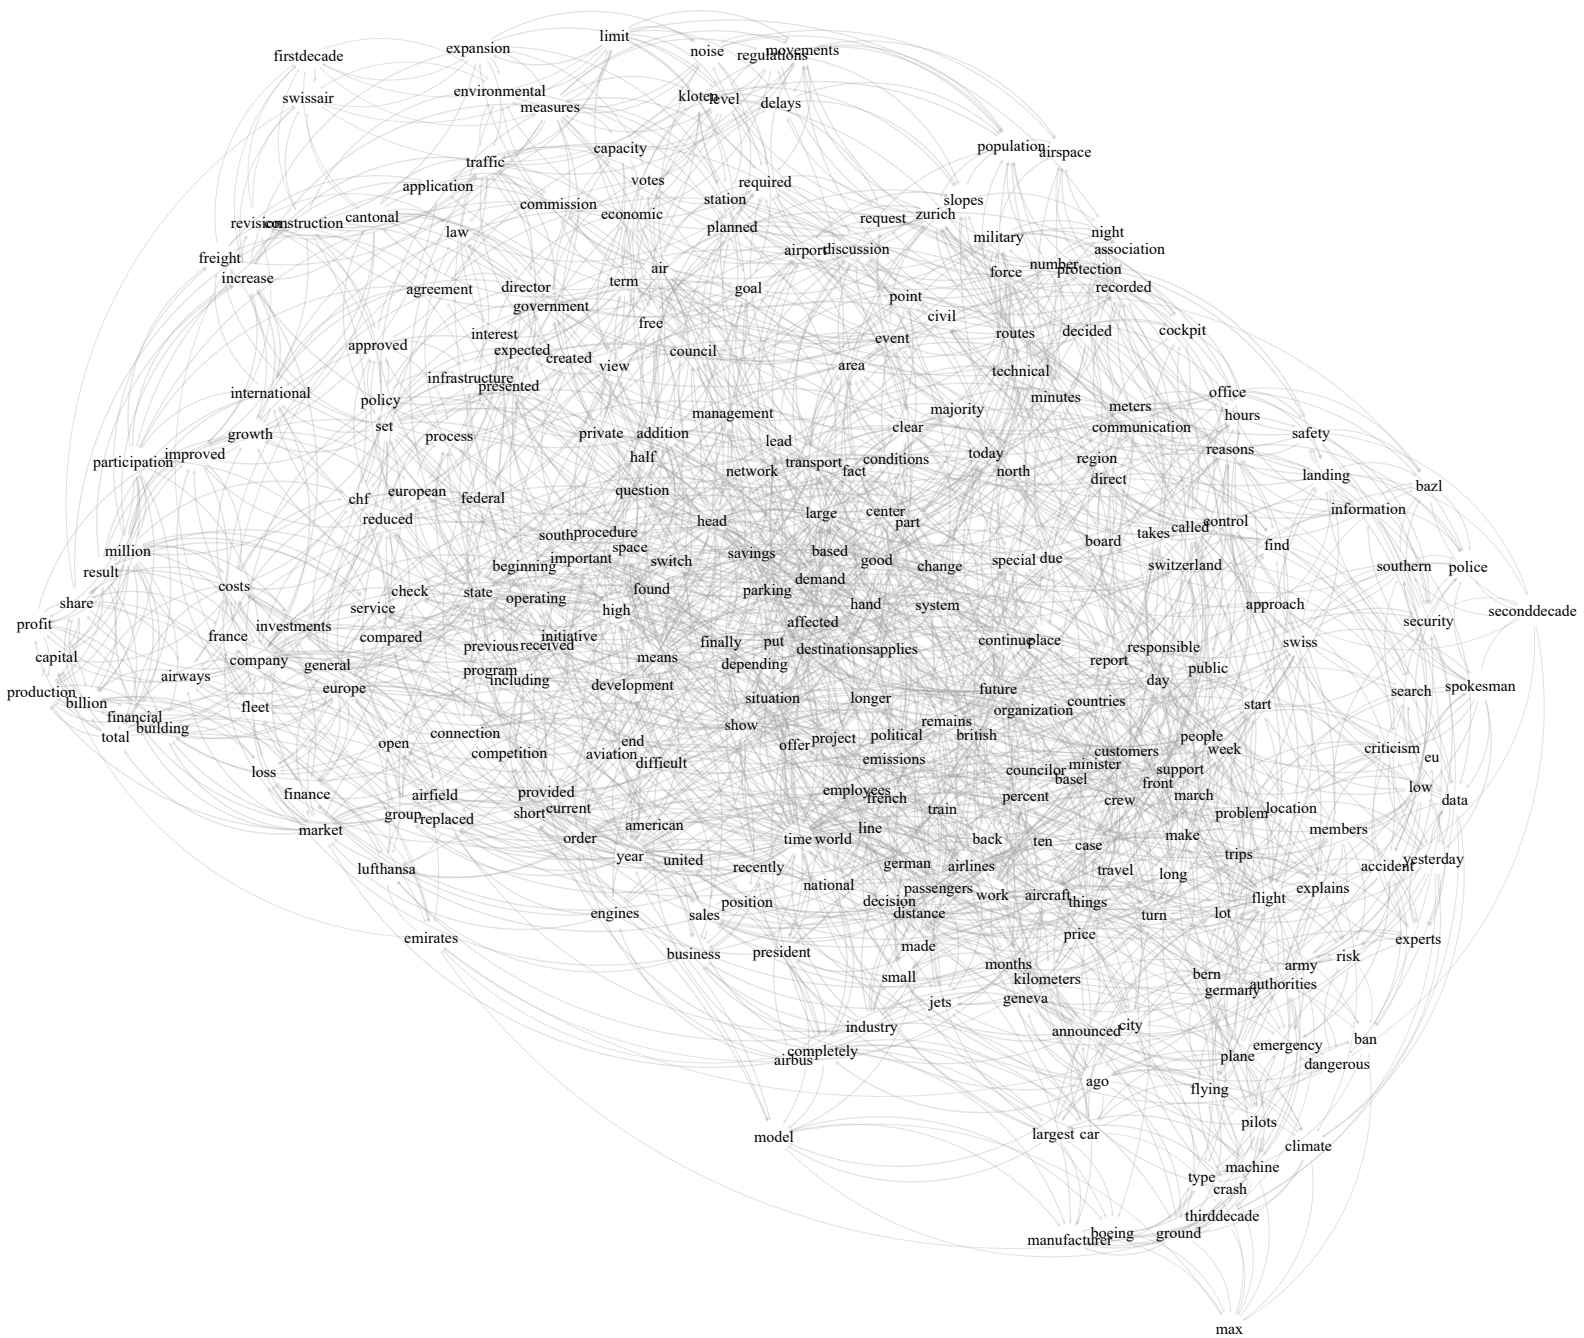 limit
expansion
noise
regulations
movements
firstdecade
environmental
swissair
measures
kloten
level
delays
capacity
population
airspace
traffic
votes
required
application
station
slopes
commission
economic
request
zurich
revision
construction
cantonal
law
planned
military
night
airport
discussion
association
freight
increase
air
term
goal
force
number
protection
recorded
agreement
director
government
point
civil
interest
free
event
routes
decided
cockpit
approved
expected
created
view
council
area
technical
infrastructure
presented
international
policy
minutes
office
set
management
majority
meters
hours
growth
process
private
addition
lead
clear
communication
safety
participation
improved
half
network
transport
fact
conditions
today
north
region
reasons
direct
landing
bazl
chf
european
federal
question
information
reduced
head
large
center
part
south
procedure
space
board
takes
called
control
find
million
beginning
important
switch
savings
based
good
change
special
due
switzerland
southern
police
result
costs
check
state
operating
found
demand
parking
hand
system
approach
share
service
high
affected
seconddecade
profit
france
investments
compared
previous
received
initiative
finally
put
destinations
applies
continue
place
responsible
swiss
security
capital
company
general
means
depending
report
public
production
billion
airways
europe
program
including
development
situation
longer
future
day
search
spokesman
financial
building
total
fleet
show
remains
organization
countries
start
open
connection
competition
end
aviation
difficult
offer
project
political
british
people
week
criticism
eu
loss
emissions
councilor
minister
basel
customers
support
finance
airfield
provided
employees
french
percent
crew
front
march
low
data
market
group
replaced
short
current
train
problem
location
order
american
time
world
line
back
ten
case
make
members
lufthansa
year
united
recently
german
airlines
travel
long
trips
accident
yesterday
national
passengers
decision
distance
work
aircraft
things
flight
explains
engines
sales
position
turn
lot
emirates
business
president
made
price
experts
small
months
kilometers
bern
germany
authorities
army
risk
jets
geneva
industry
announced
city
airbus
completely
plane
emergency
ban
dangerous
ago
flying
model
largest
car
pilots
climate
type
machine
crash
thirddecade
manufacturer
boeing
ground
max